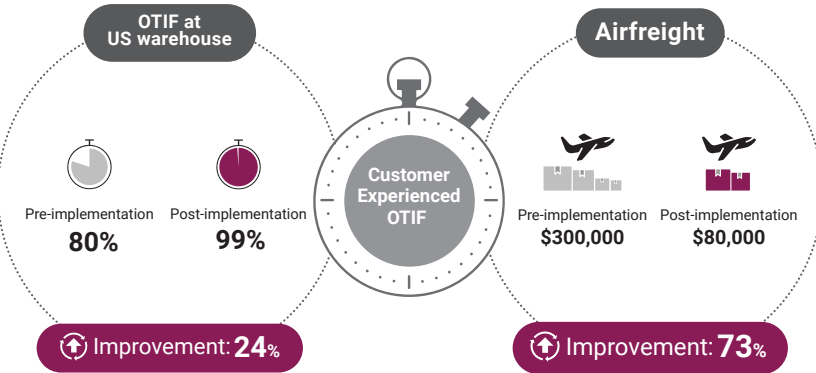 OTIF at
US warehouse
Pre-implementation
80%
Post-implementation
99%
Improvement: 24%
Customer
Experienced
OTIF
Airfreight
Pre-implementation
$300,000
Post-implementation
$80,000
Improvement: 73%